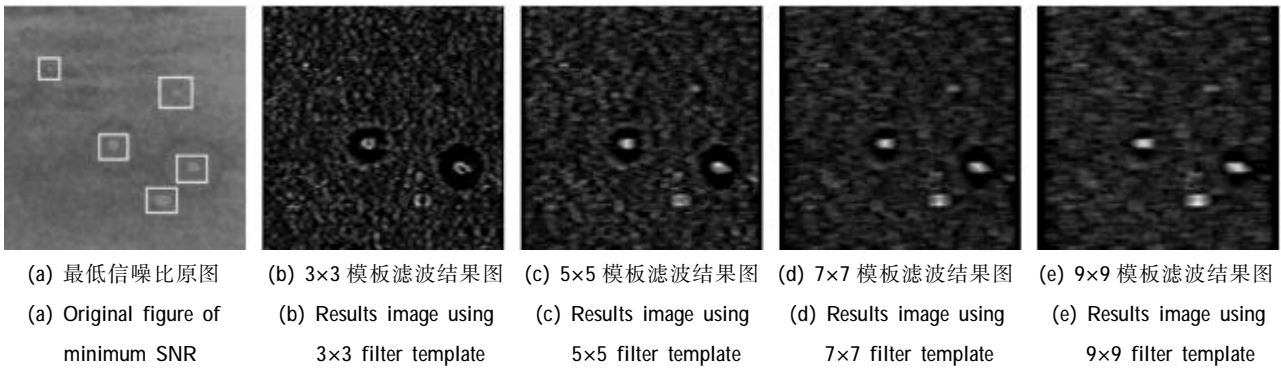 (a) 最低信噪比原图
(b) 3×3 模板滤波结果图
(c) 5×5 模板滤波结果图
(d) 7×7 模板滤波结果图
(e) 9×9 模板滤波结果图
(a) Original figure of
minimum SNR
(b) Results image using
3×3 filter template
(c) Results image using
5×5 filter template
(d) Results image using
7×7 filter template
(e) Results image using
9×9 filter template